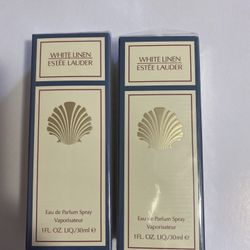 WHITE LINEN
ESTĒE LAUDER
Eau de Parfum Spray
Vaporisateur
1FL. OZ. LIQ./30ml ℮
WHITE LINEN
ESTĒE LAUDER
Eau de Parfum Spray
Vaporisateur
1FL. OZ. LIQ./30ml ℮